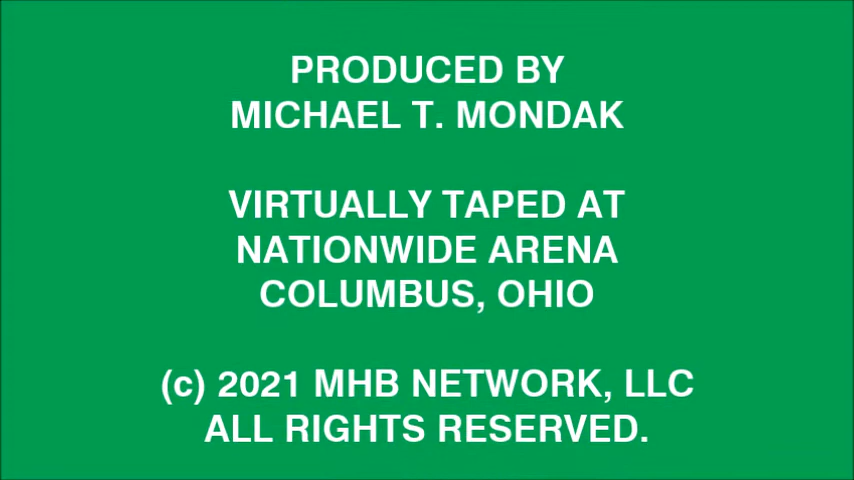 PRODUCED BY
MICHAEL T. MONDAK
VIRTUALLY TAPED AT
NATIONWIDE ARENA
COLUMBUS, OHIO
(c) 2021 MHB NETWORK, LLC
ALL RIGHTS RESERVED.